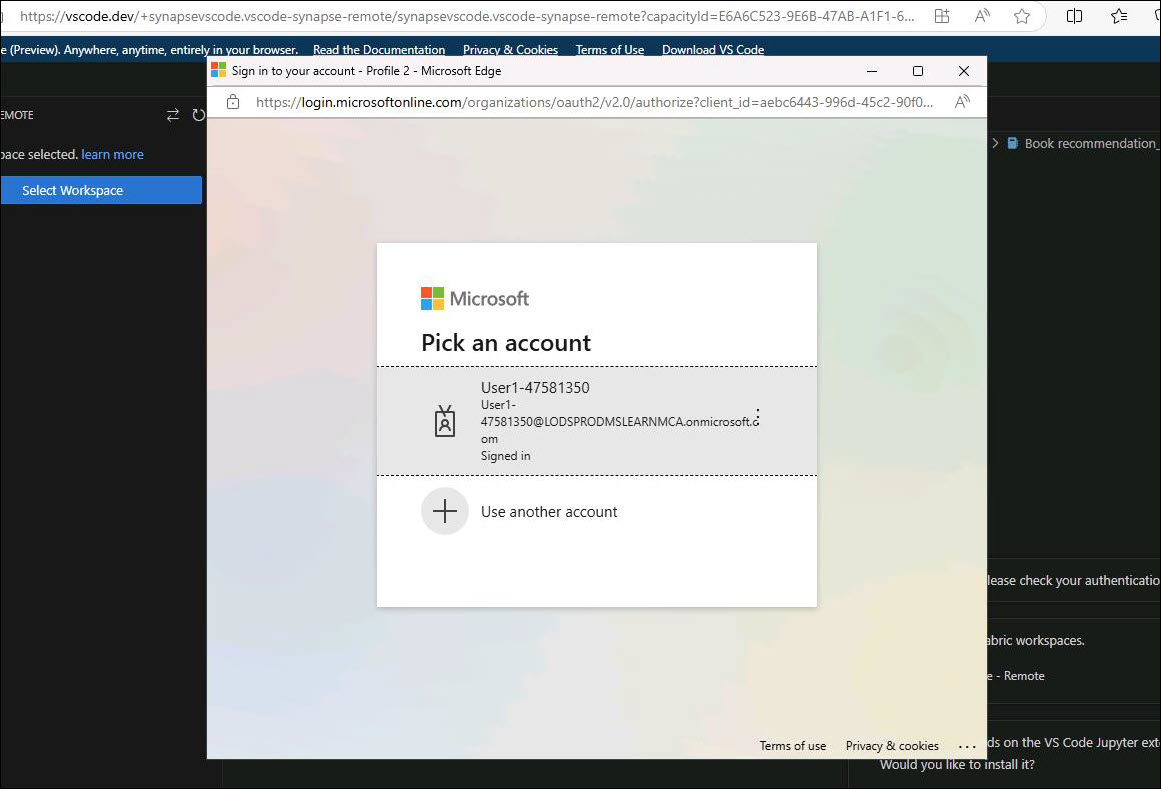 https://vscode.dev/+synapsevscode.vscode-synapse-remote/synapsevscode.vscode-synapse-remote?capacityId=E6A6C523-9E6B-47AB-A1F1-6...
e (Preview). Anywhere, anytime, entirely in your browser. Read the Documentation Privacy & Cookies Terms of Use Download VS Code
Sign in to your account - Profile 2 - Microsoft Edge
https://login.microsoftonline.com/organizations/oauth2/v2.0/authorize?client_id=aebc6443-996d-45c2-90f0...
EMOTE
pace selected. learn more
Select Workspace
Book recommendation_
Microsoft
Pick an account
User1-47581350
User1-
47581350@LODSPRODMSLEARNMCA.onmicrosoft.c
om
Signed in
Use another account
lease check your authenticatio
abric workspaces.
e - Remote
Terms of use Privacy & cookies ...
ds on the VS Code Jupyter exte
Would you like to install it?